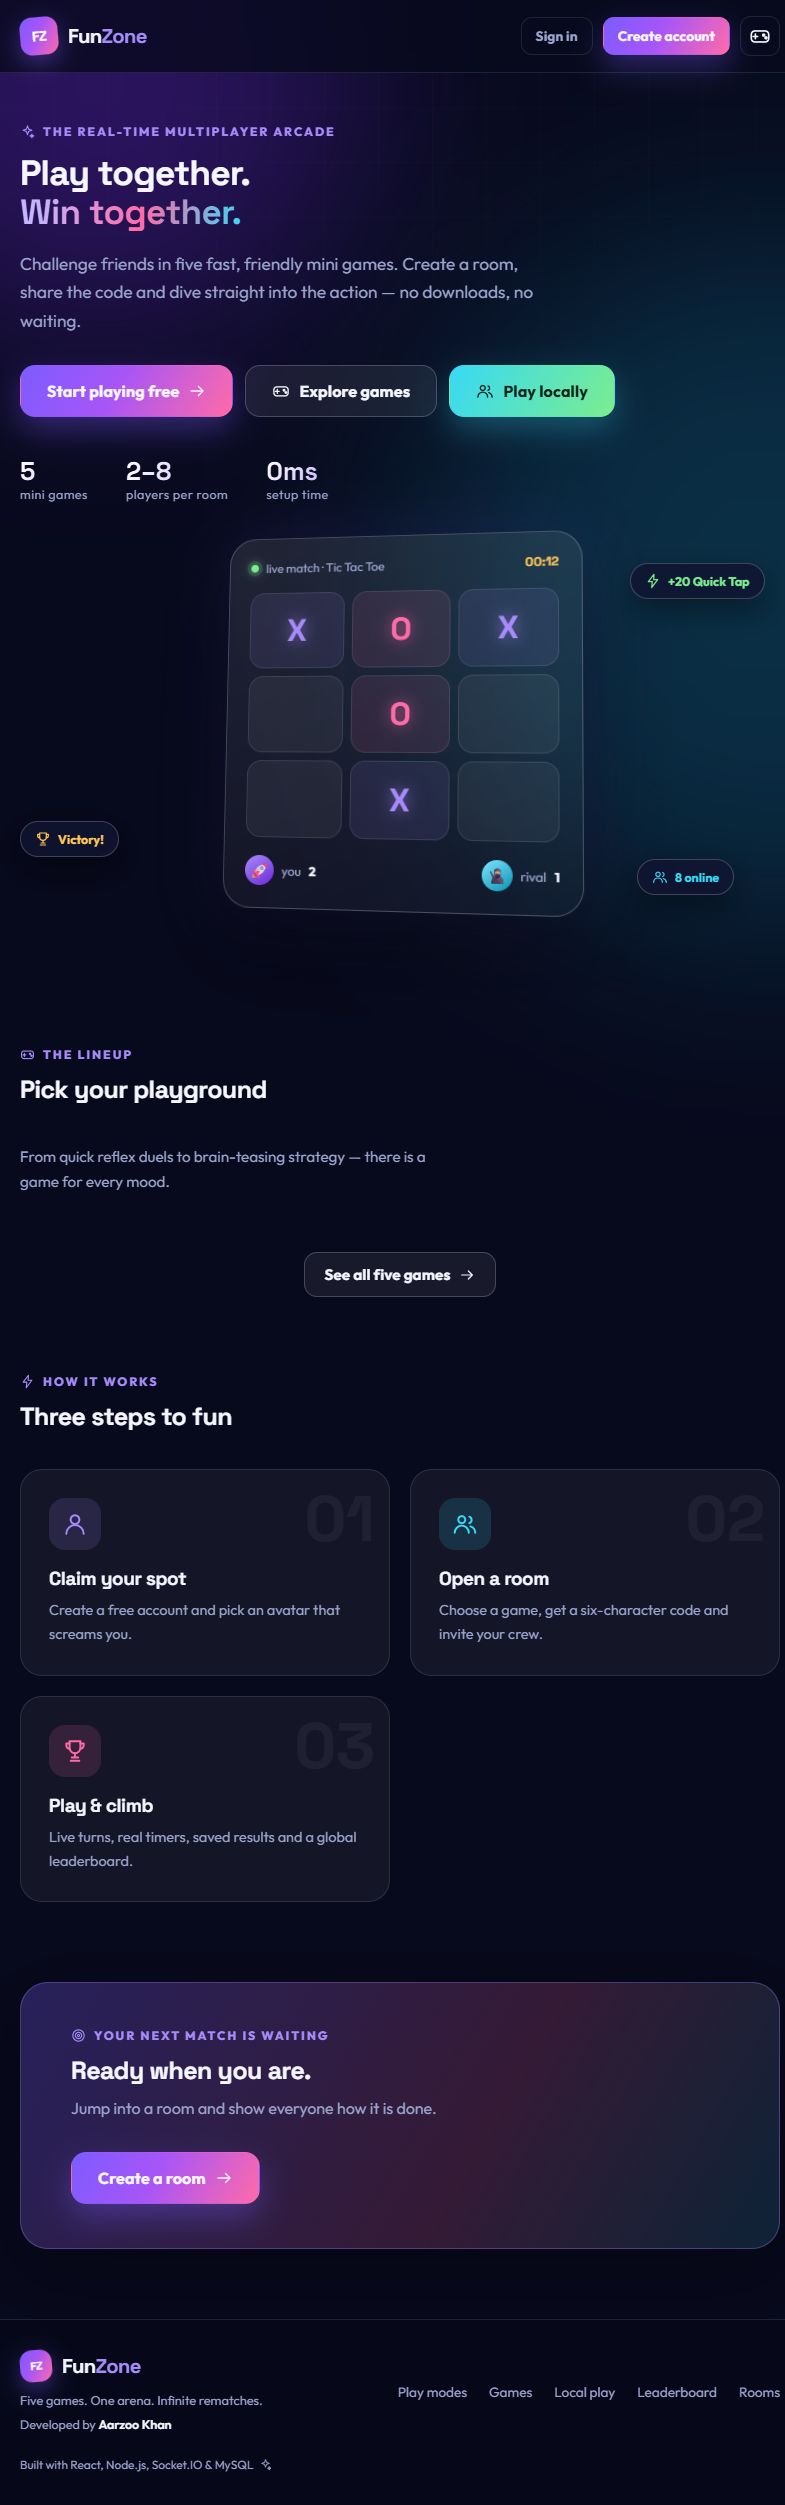 FZ FunZone
Sign in
Create account
THE REAL-TIME MULTIPLAYER ARCADE
Play together.
Win together.
Challenge friends in five fast, friendly mini games. Create a room,
share the code and dive straight into the action — no downloads, no
waiting.
Start playing free →
Explore games
Play locally
5
mini games
2–8
players per room
0ms
setup time
live match · Tic Tac Toe
00:12
+20 Quick Tap
X O X
O
X
Victory!
you 2
rival 1
8 online
THE LINEUP
Pick your playground
From quick reflex duels to brain-teasing strategy — there is a
game for every mood.
See all five games →
HOW IT WORKS
Three steps to fun
01
Claim your spot
Create a free account and pick an avatar that
screams you.
02
Open a room
Choose a game, get a six-character code and
invite your crew.
03
Play & climb
Live turns, real timers, saved results and a global
leaderboard.
YOUR NEXT MATCH IS WAITING
Ready when you are.
Jump into a room and show everyone how it is done.
Create a room →
FZ FunZone
Five games. One arena. Infinite rematches.
Developed by Aarzoo Khan
Play modes Games Local play Leaderboard Rooms
Built with React, Node.js, Socket.IO & MySQL